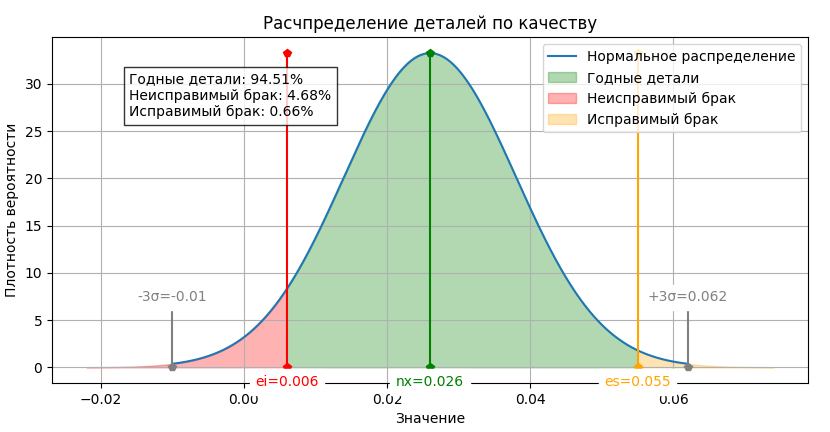 Расчпределение деталей по качеству
Плотность вероятности
30
25
20
15
10
5
0
Годные детали: 94.51%
Неисправимый брак: 4.68%
Исправимый брак: 0.66%
Нормальное распределение
Годные детали
Неисправимый брак
Исправимый брак
-3σ=-0.01
+3σ=0.062
ei=0.006
nx=0.026
es=0.055
−0.02
0.00
0.02
0.04
0.06
Значение